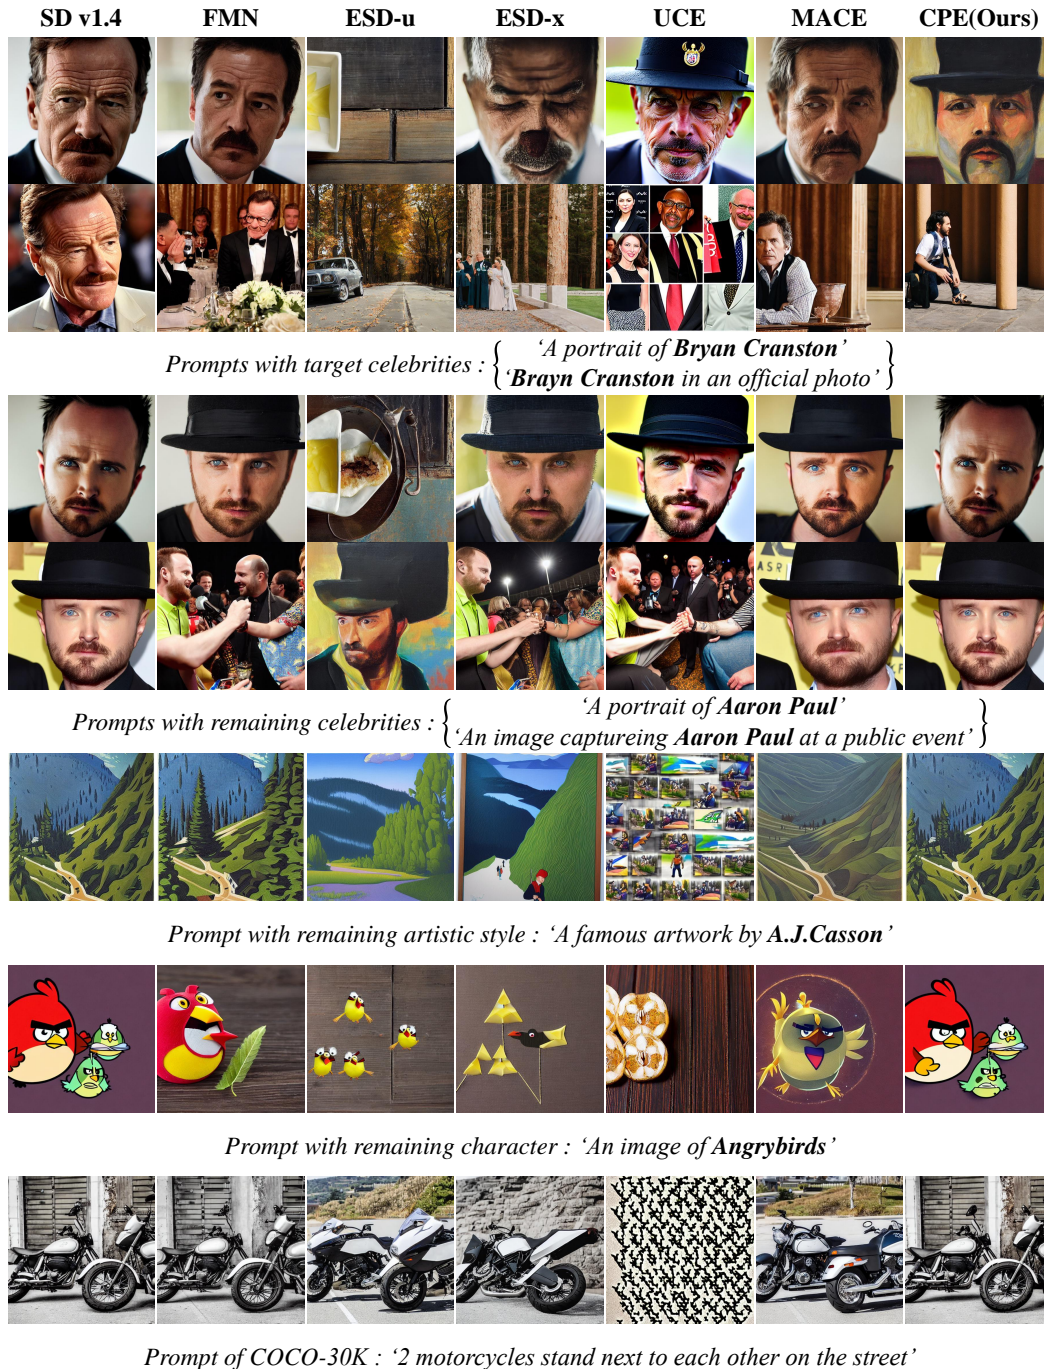 SD v1.4 FMN ESD-u ESD-x UCE MACE CPE(Ours)
Prompts with target celebrities : { 'A portrait of Bryan Cranston' 
'Brayn Cranston in an official photo' }
Prompts with remaining celebrities : { 'A portrait of Aaron Paul' 
'An image captureing Aaron Paul at a public event' }
Prompt with remaining artistic style : 'A famous artwork by A.J.Casson'
Prompt with remaining character : 'An image of Angrybirds'
Prompt of COCO-30K : '2 motorcycles stand next to each other on the street'